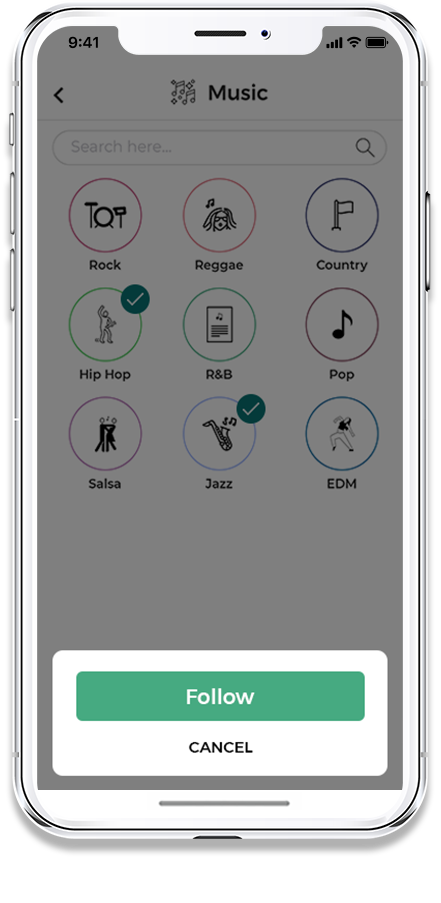 9:41
Music
Search here...
Rock Reggae Country
Hip Hop R&B Pop
Salsa Jazz EDM
Follow
CANCEL